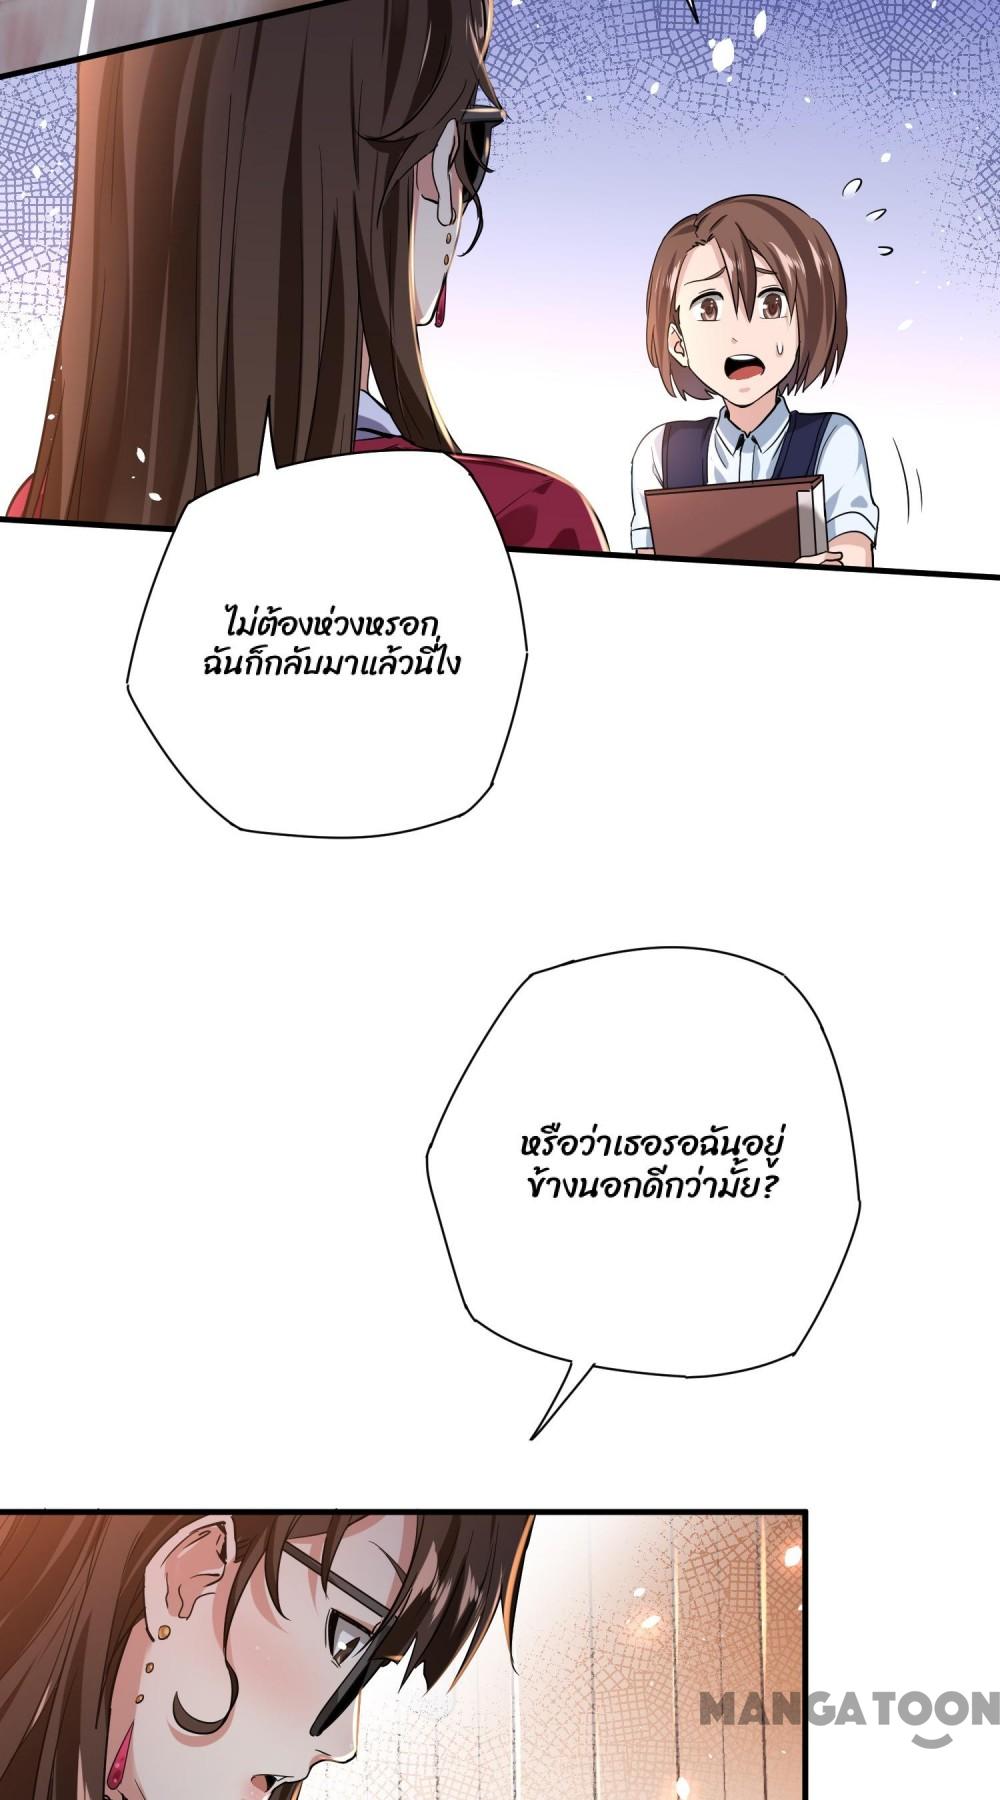 ไม่ต้องห่วงหรอก
ฉันก็กลับมาแล้วนี่ไง
หรือว่าเธอรอฉันอยู่
ข้างนอกดีกว่ามั้ย?
MANGATOON